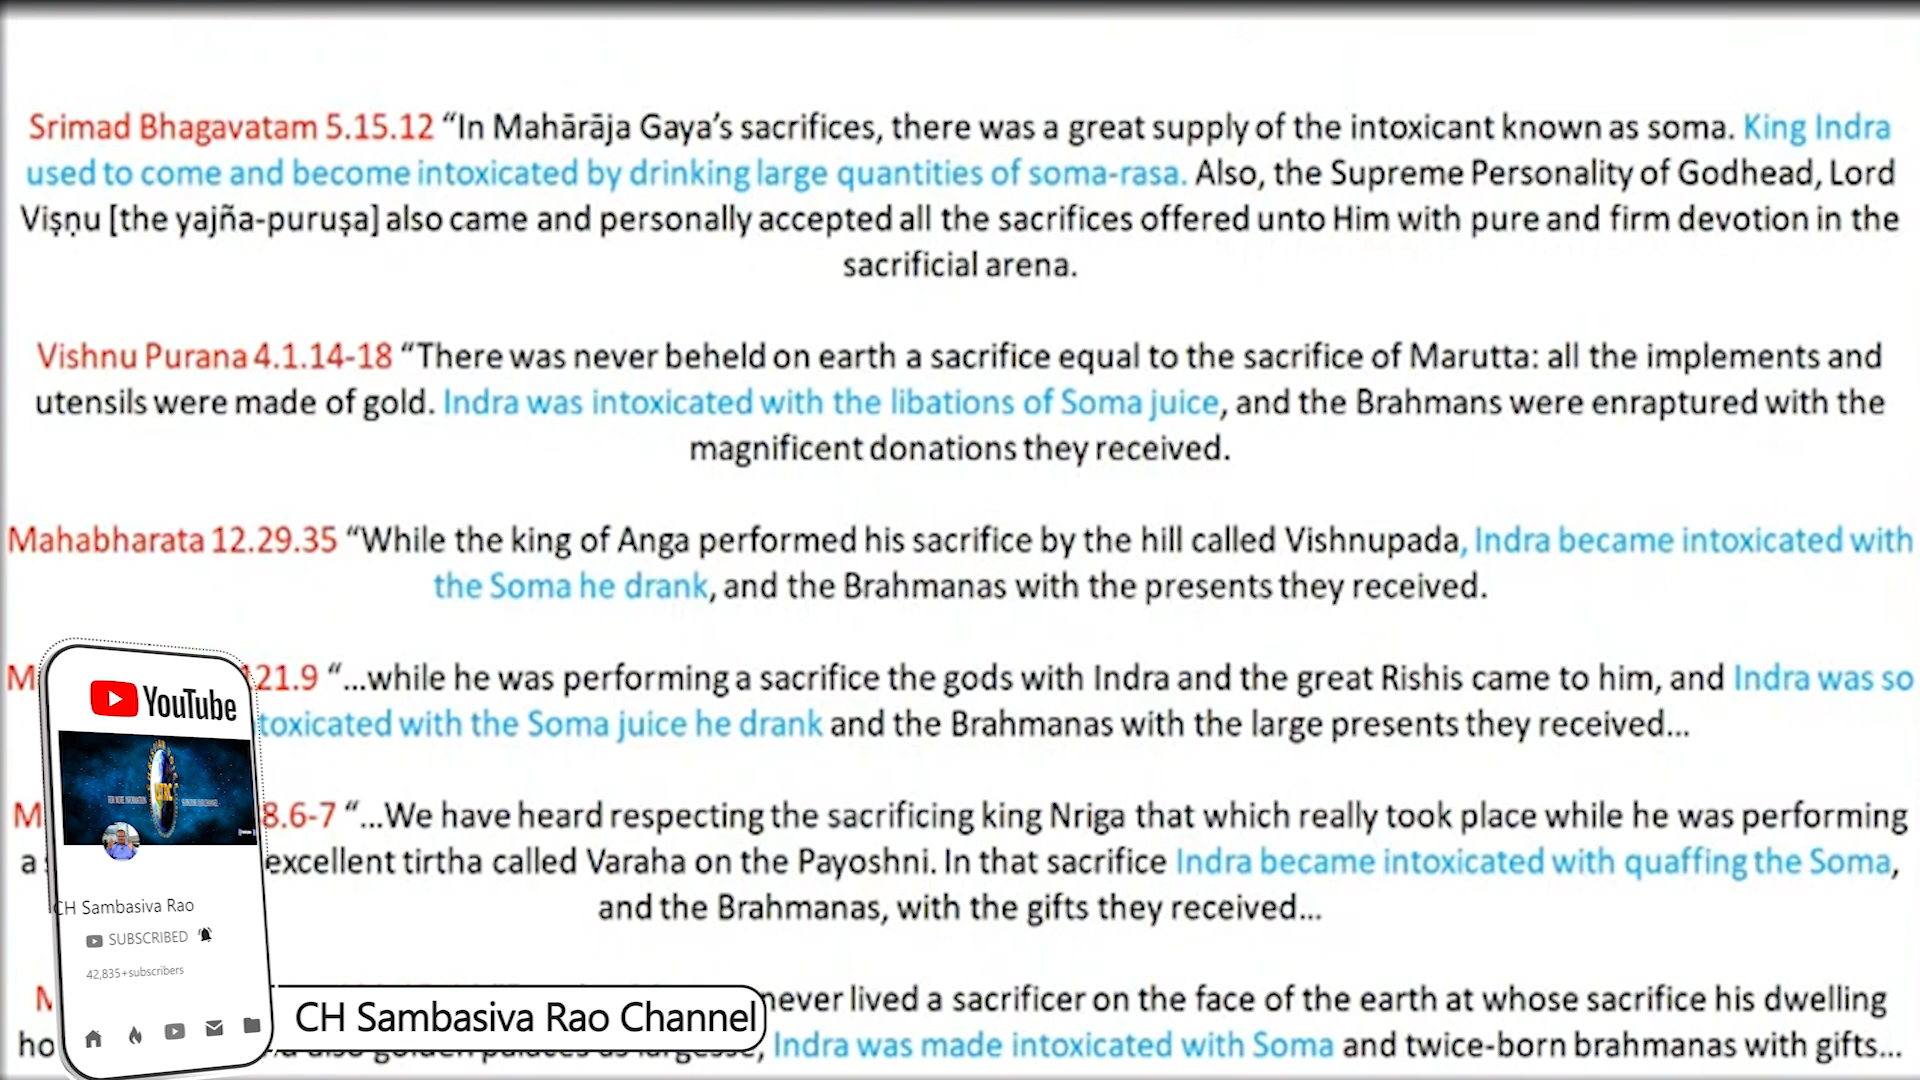 Srimad Bhagavatam 5.15.12 “In Mahārāja Gaya’s sacrifices, there was a great supply of the intoxicant known as soma. King Indra
used to come and become intoxicated by drinking large quantities of soma-rasa. Also, the Supreme Personality of Godhead, Lord
Viṣṇu [the yajña-puruṣa] also came and personally accepted all the sacrifices offered unto Him with pure and firm devotion in the
sacrificial arena.
Vishnu Purana 4.1.14-18 “There was never beheld on earth a sacrifice equal to the sacrifice of Marutta: all the implements and
utensils were made of gold. Indra was intoxicated with the libations of Soma juice, and the Brahmans were enraptured with the
magnificent donations they received.
Mahabharata 12.29.35 “While the king of Anga performed his sacrifice by the hill called Vishnupada, Indra became intoxicated with
the Soma he drank, and the Brahmanas with the presents they received.
M 21.9 “...while he was performing a sacrifice the gods with Indra and the great Rishis came to him, and Indra was so
toxicated with the Soma juice he drank and the Brahmanas with the large presents they received...
M 8.6-7 “...We have heard respecting the sacrificing king Nriga that which really took place while he was performing
a excellent tirtha called Varaha on the Payoshni. In that sacrifice Indra became intoxicated with quaffing the Soma,
and the Brahmanas, with the gifts they received...
never lived a sacrificer on the face of the earth at whose sacrifice his dwelling
ho Indra was made intoxicated with Soma and twice-born brahmanas with gifts...
YouTube
CH Sambasiva Rao
SUBSCRIBED
42,835+subscribers
CH Sambasiva Rao Channel